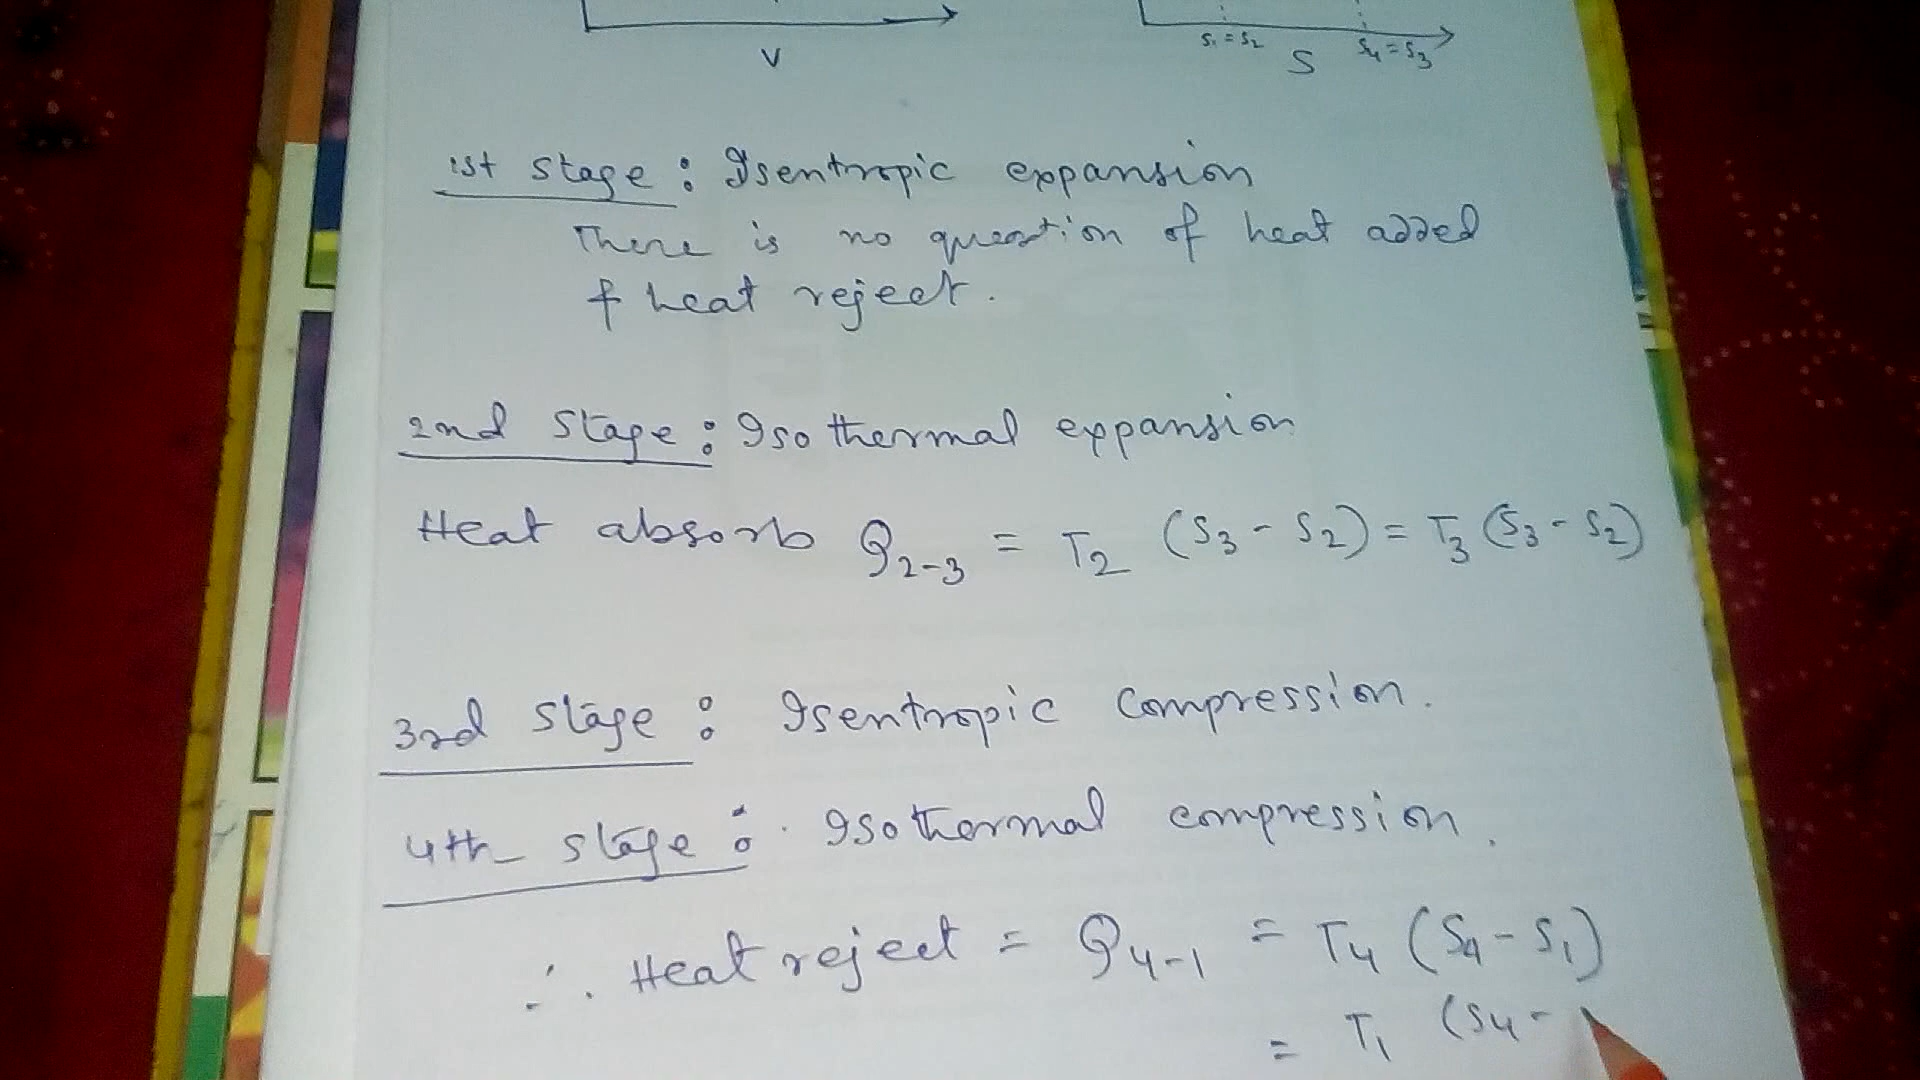 V
S₁ = S₂ S S₄ = S₃
1st stage : Isentropic expansion
There is no question of heat added
& heat reject.
2nd stage : Isothermal expansion
Heat absorb Q₂₋₃ = T₂ (S₃ - S₂) = T₃ (S₃ - S₂)
3rd stage : Isentropic compression.
4th stage : Isothermal compression.
∴ Heat reject = Q₄₋₁ = T₄ (S₄ - S₁)
= T₁ (S₄ -